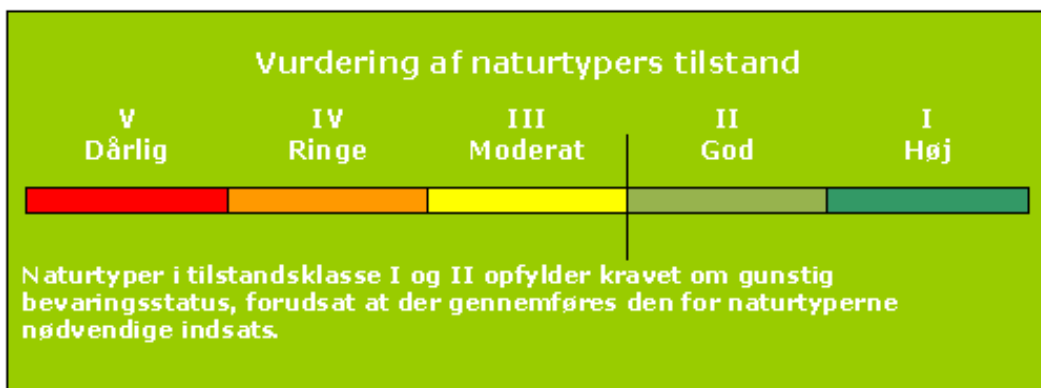 Vurdering af naturtypers tilstand
V IV III II I
Dårlig Ringe Moderat God Høj
Naturtyper i tilstandsklasse I og II opfylder kravet om gunstig
bevaringsstatus, forudsat at der gennemføres den for naturtyperne
nødvendige indsats.